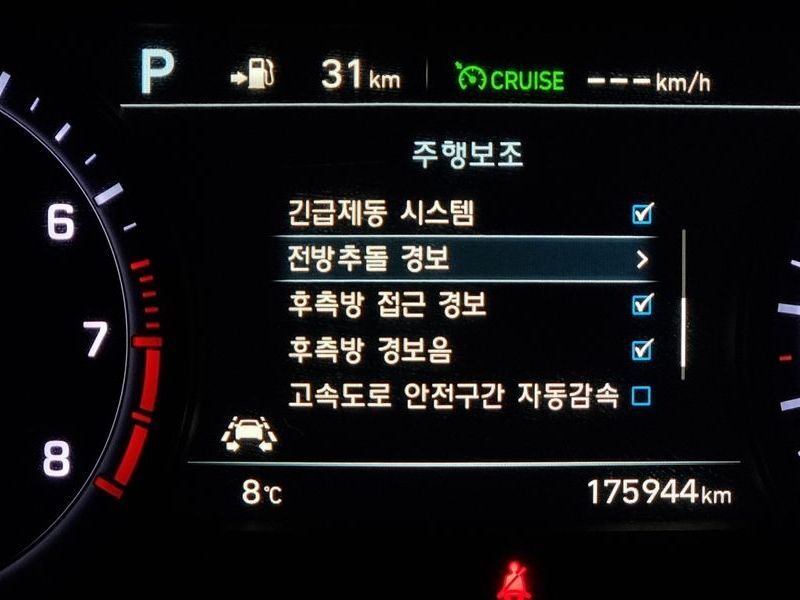 P 31 km CRUISE ---km/h
주행보조
긴급제동 시스템
전방추돌 경보 >
후측방 접근 경보
후측방 경보음
고속도로 안전구간 자동감속
6
7
8
8℃ 175944km